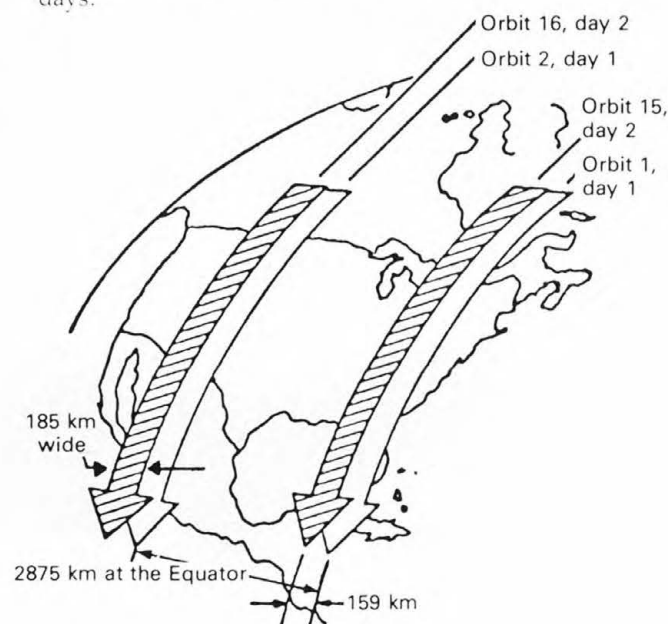 days.
Orbit 16, day 2
Orbit 2, day 1
Orbit 15,
day 2
Orbit 1,
day 1
185 km
wide
2875 km at the Equator
159 km